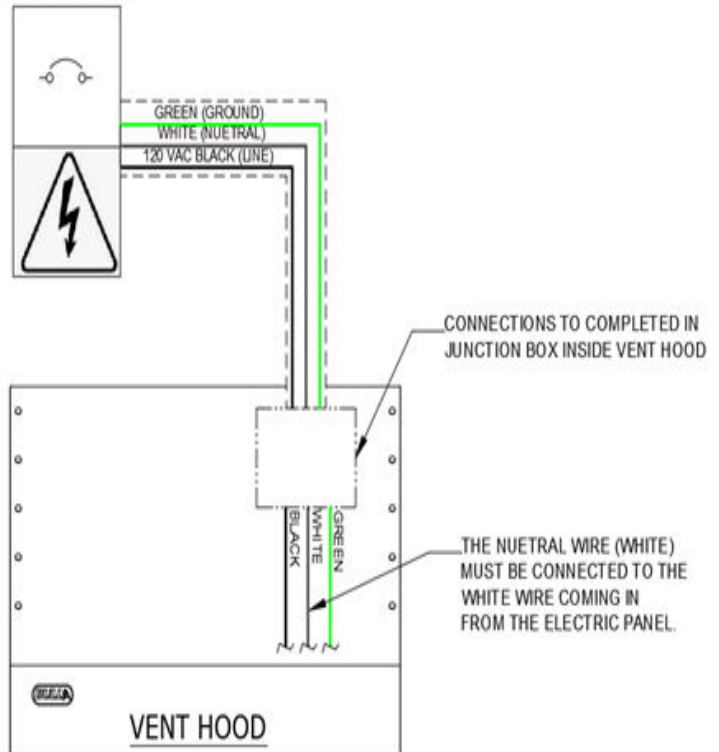 GREEN (GROUND)
WHITE (NUETRAL)
120 VAC BLACK (LINE)
CONNECTIONS TO COMPLETED IN
JUNCTION BOX INSIDE VENT HOOD
BLACK
WHITE
GREEN
THE NUETRAL WIRE (WHITE)
MUST BE CONNECTED TO THE
WHITE WIRE COMING IN
FROM THE ELECTRIC PANEL.
VENT HOOD